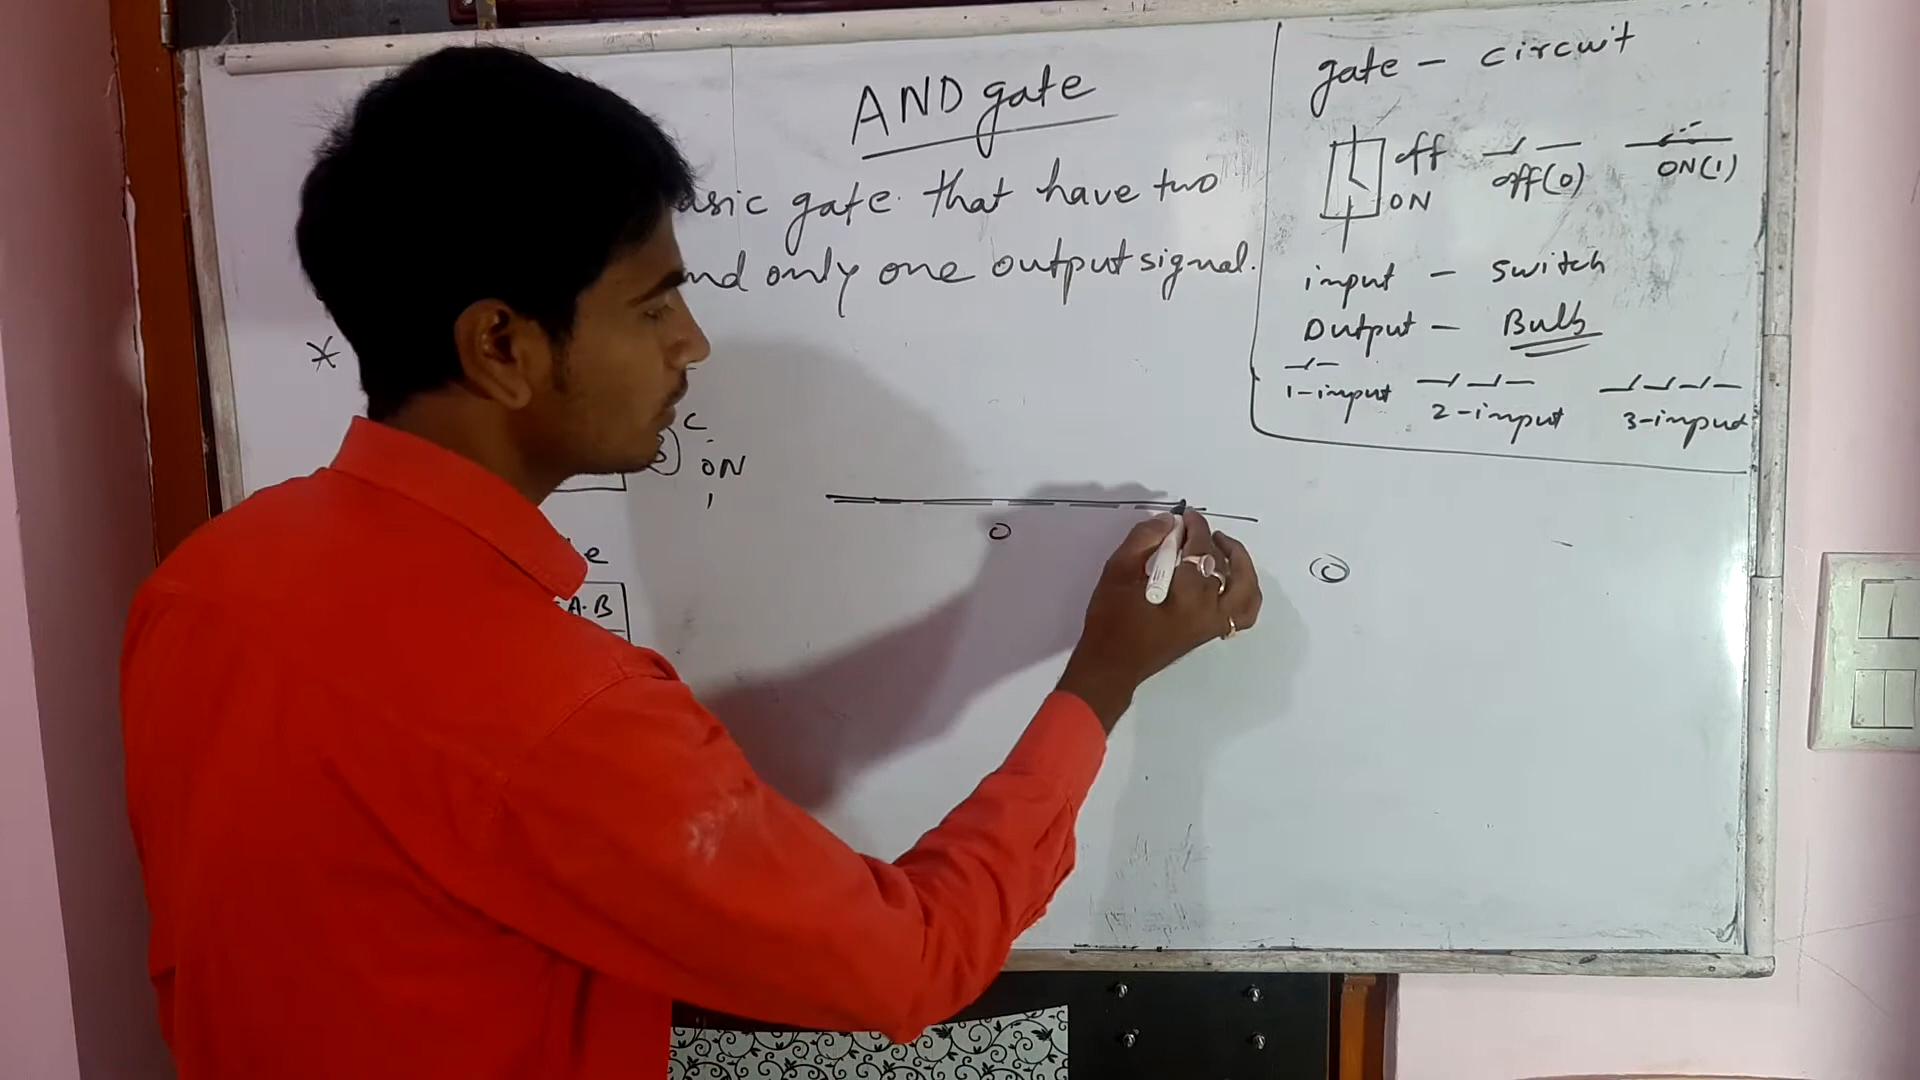 AND gate
asic gate that have two
nd only one output signal.
*
C
ON
1
e
A.B
0
0
gate - circuit
off
ON
off(0)
ON(1)
input - switch
Output - Bulb
1-input
2-input
3-input